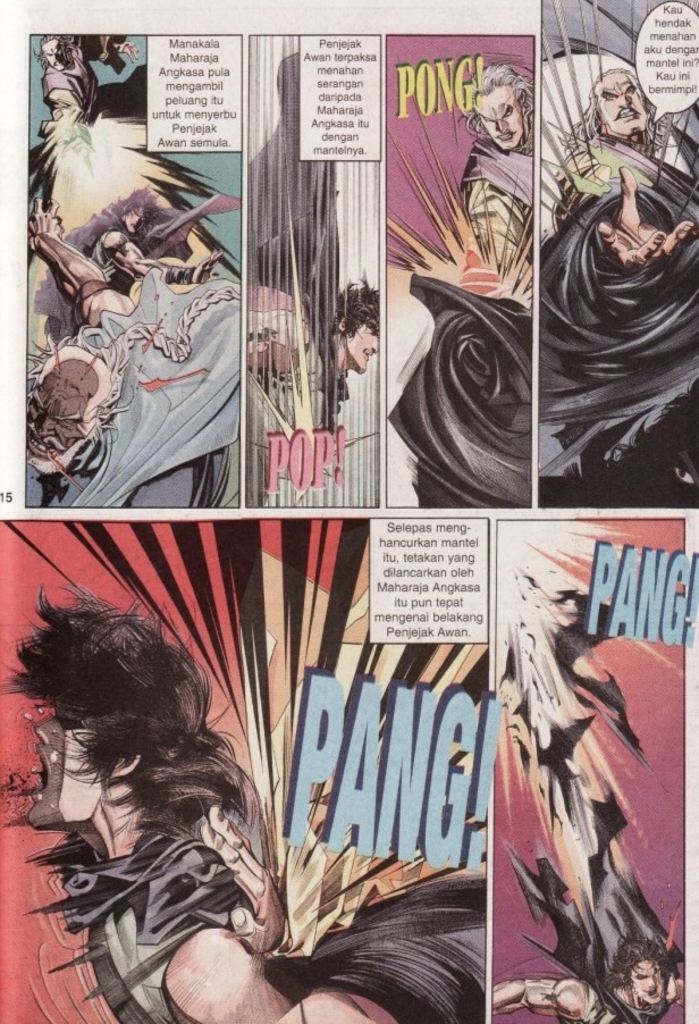 Manakala
Maharaja
Angkasa pula
mengambil
peluang itu
untuk menyerbu
Penjejak
Awan semula.
Penjejak
Awan terpaksa
menahan
serangan
daripada
Maharaja
Angkasa itu
dengan
mantelnya.
POP!
PONG!
Kau
hendak
menahan
aku dengan
mantel ini?
Kau ini
bermimpi!
15
Selepas meng-
hancurkan mantel
itu, tetakan yang
dilancarkan oleh
Maharaja Angkasa
itu pun tepat
mengenai belakang
Penjejak Awan.
PANG!
PANG!